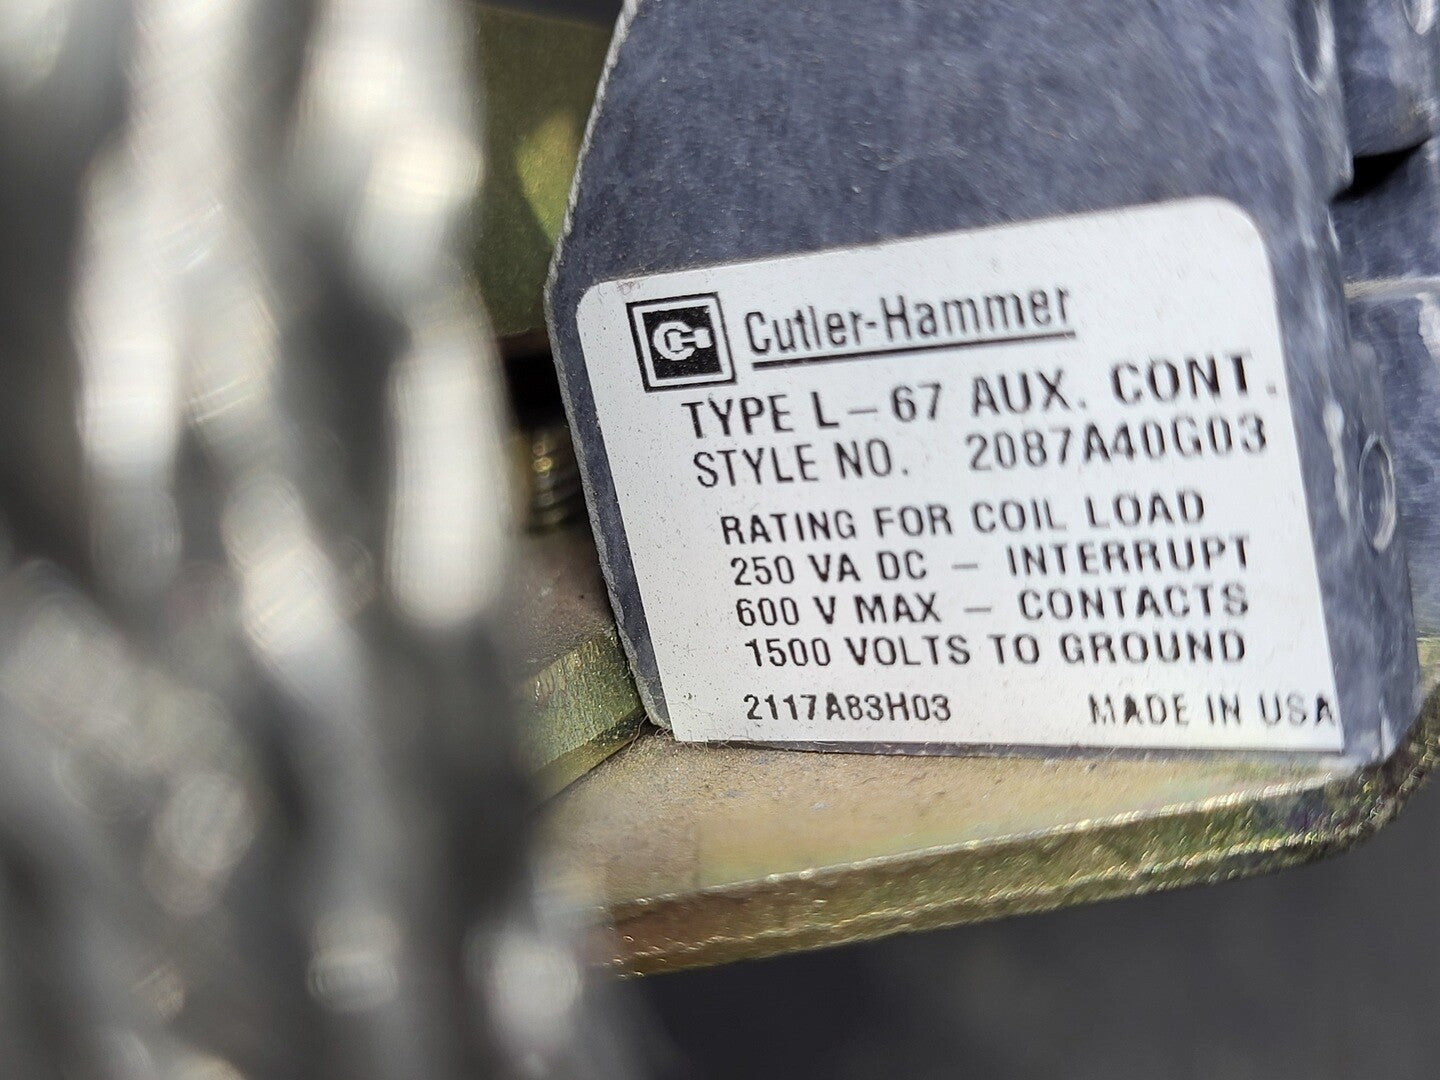 Cutler-Hammer
TYPE L-67 AUX. CONT.
STYLE NO. 2087A40G03
RATING FOR COIL LOAD
250 VA DC - INTERRUPT
600 V MAX - CONTACTS
1500 VOLTS TO GROUND
2117A83H03 MADE IN USA